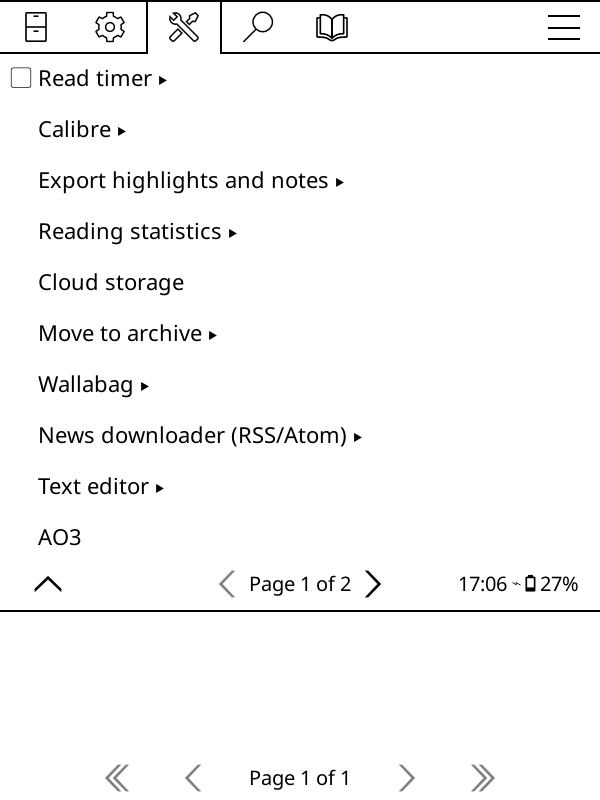 Read timer ▸
Calibre ▸
Export highlights and notes ▸
Reading statistics ▸
Cloud storage
Move to archive ▸
Wallabag ▸
News downloader (RSS/Atom) ▸
Text editor ▸
AO3
Page 1 of 2
17:06 27%
Page 1 of 1